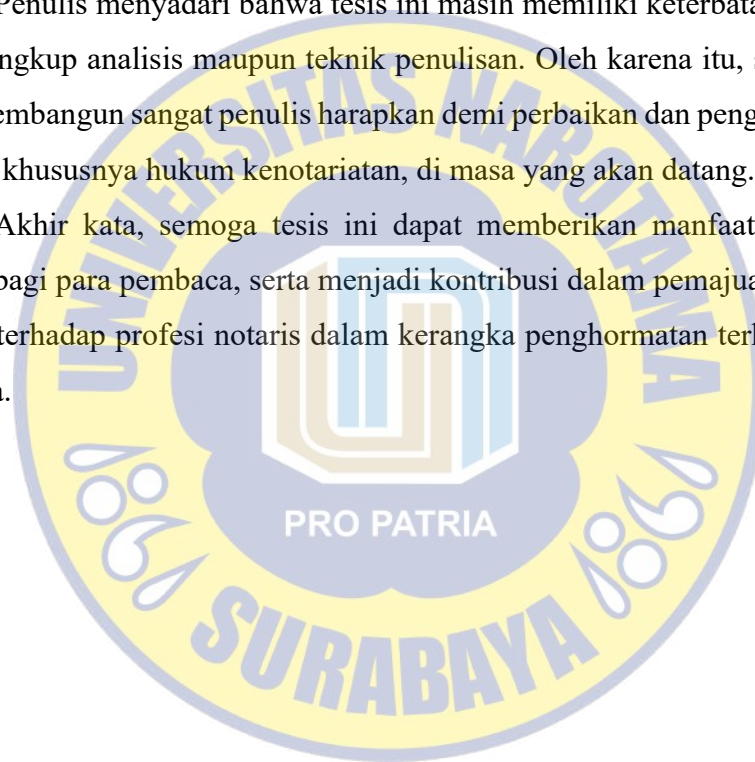 Penulis menyadari bahwa tesis ini masih memiliki keterbata
ngkup analisis maupun teknik penulisan. Oleh karena itu, s
embangun sangat penulis harapkan demi perbaikan dan peng
khususnya hukum kenotariatan, di masa yang akan datang.
Akhir kata, semoga tesis ini dapat memberikan manfaat
bagi para pembaca, serta menjadi kontribusi dalam pemajua
terhadap profesi notaris dalam kerangka penghormatan terl
a.
UNIVERSITAS NAROTAMA
PRO PATRIA
SURABAYA